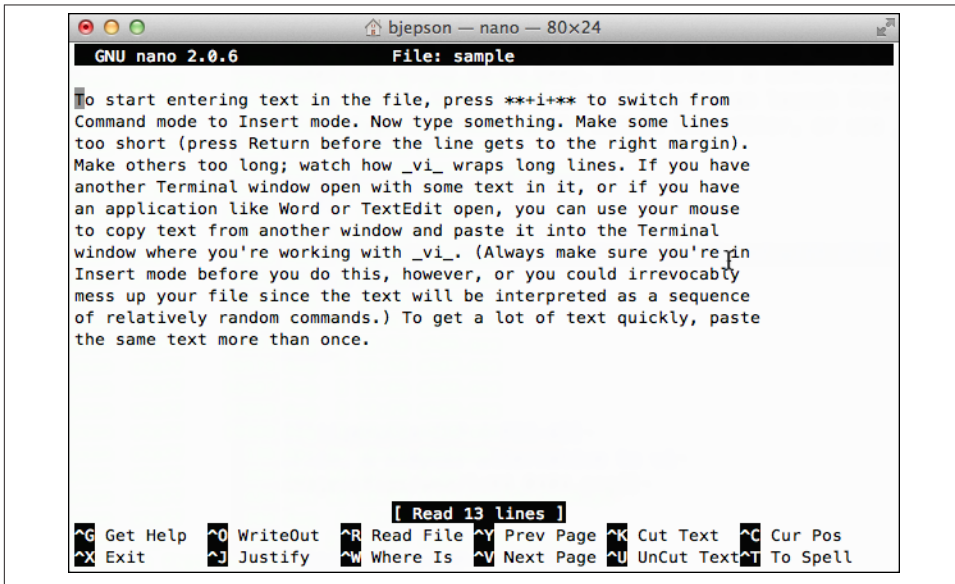 bjepson — nano — 80×24
GNU nano 2.0.6 File: sample
To start entering text in the file, press **+i+** to switch from
Command mode to Insert mode. Now type something. Make some lines
too short (press Return before the line gets to the right margin).
Make others too long; watch how _vi_ wraps long lines. If you have
another Terminal window open with some text in it, or if you have
an application like Word or TextEdit open, you can use your mouse
to copy text from another window and paste it into the Terminal
window where you're working with _vi_. (Always make sure you're in
Insert mode before you do this, however, or you could irrevocably
mess up your file since the text will be interpreted as a sequence
of relatively random commands.) To get a lot of text quickly, paste
the same text more than once.
[ Read 13 lines ]
^G Get Help ^O WriteOut ^R Read File ^Y Prev Page ^K Cut Text ^C Cur Pos
^X Exit ^J Justify ^W Where Is ^V Next Page ^U UnCut Text ^T To Spell